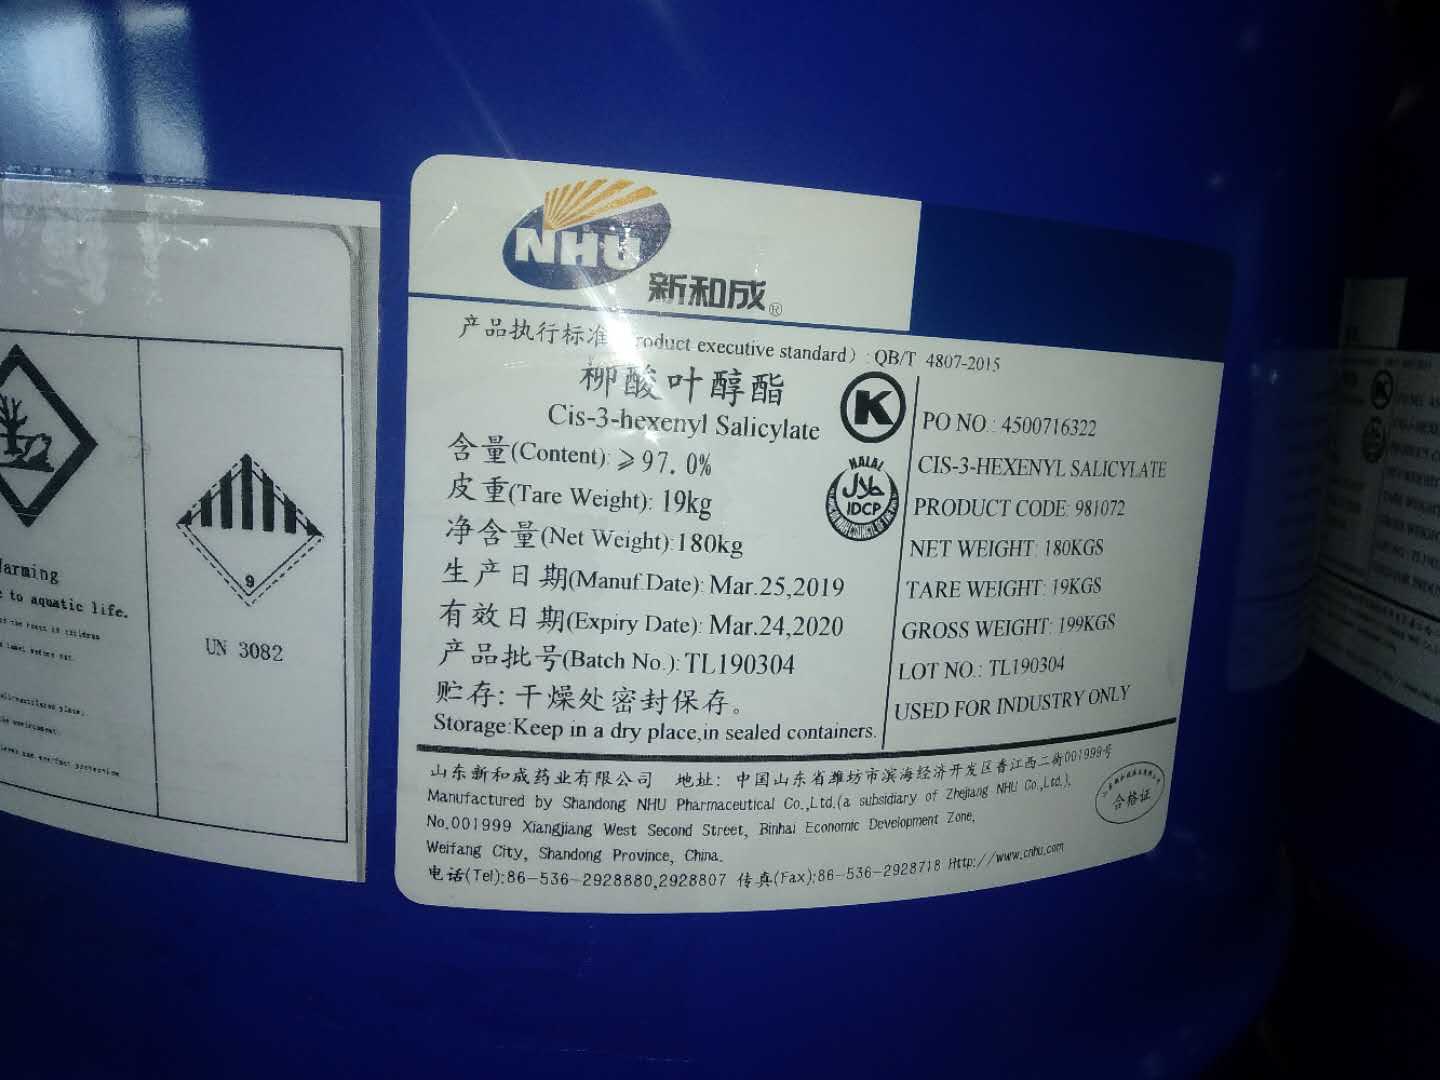 NHU
新和成®
产品执行标准 roduct executive standard）: QB/T 4807-2015
柳酸叶醇酯
Cis-3-hexenyl Salicylate
含量(Content): ≥97.0%
皮重(Tare Weight): 19kg
净含量(Net Weight):180kg
生产日期(Manuf.Date): Mar.25,2019
有效日期(Expiry Date): Mar.24,2020
产品批号(Batch No.): TL190304
贮存: 干燥处密封保存。
Storage:Keep in a dry place,in sealed containers.
K
HALAL
IDCP
PO NO.: 4500716322
CIS-3-HEXENYL SALICYLATE
PRODUCT CODE: 981072
NET WEIGHT: 180KGS
TARE WEIGHT: 19KGS
GROSS WEIGHT: 199KGS
LOT NO.: TL190304
USED FOR INDUSTRY ONLY
山东新和成药业有限公司 地址: 中国山东省潍坊市滨海经济开发区香江西二街001999号
Manufactured by Shandong NHU Pharmaceutical Co.,Ltd.(a subsidiary of Zhejiang NHU Co.,Ltd.),
No.001999 Xiangjiang West Second Street, Binhai Economic Development Zone,
Weifang City, Shandong Province, China.
电话(Tel):86-536-2928880,2928807 传真(Fax):86-536-2928718 Http://www.cnhu.com
合格证
arning
to aquatic life.
9
UN 3082